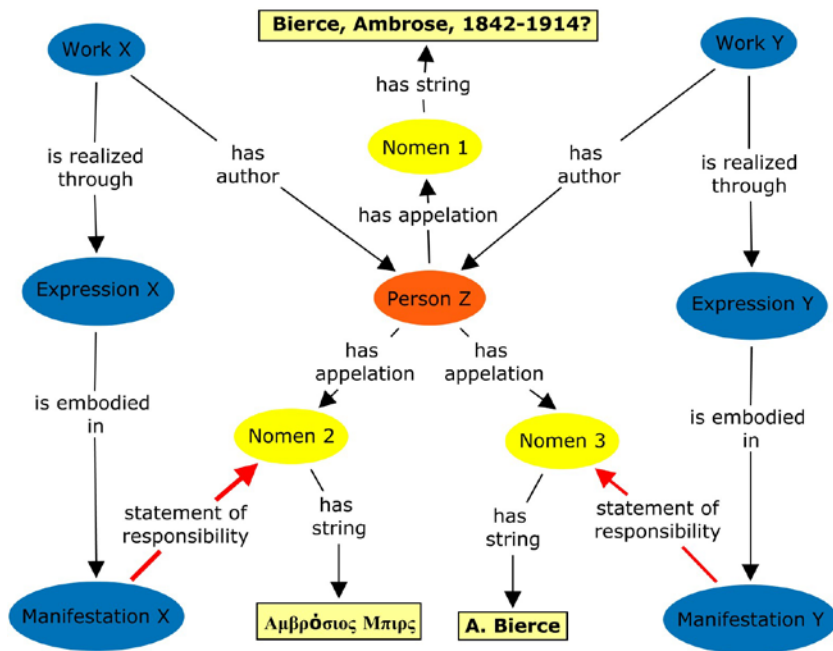 Bierce, Ambrose, 1842-1914?
Work X
Work Y
has string
Nomen 1
is realized
through
has
author
has
author
is realized
through
has appelation
Expression X
Person Z
Expression Y
has
appelation
has
appelation
is embodied
in
is embodied
in
Nomen 2
Nomen 3
statement of
responsibility
has
string
has
string
statement of
responsibility
Manifestation X
Αμβρόσιος Μπιρς
A. Bierce
Manifestation Y